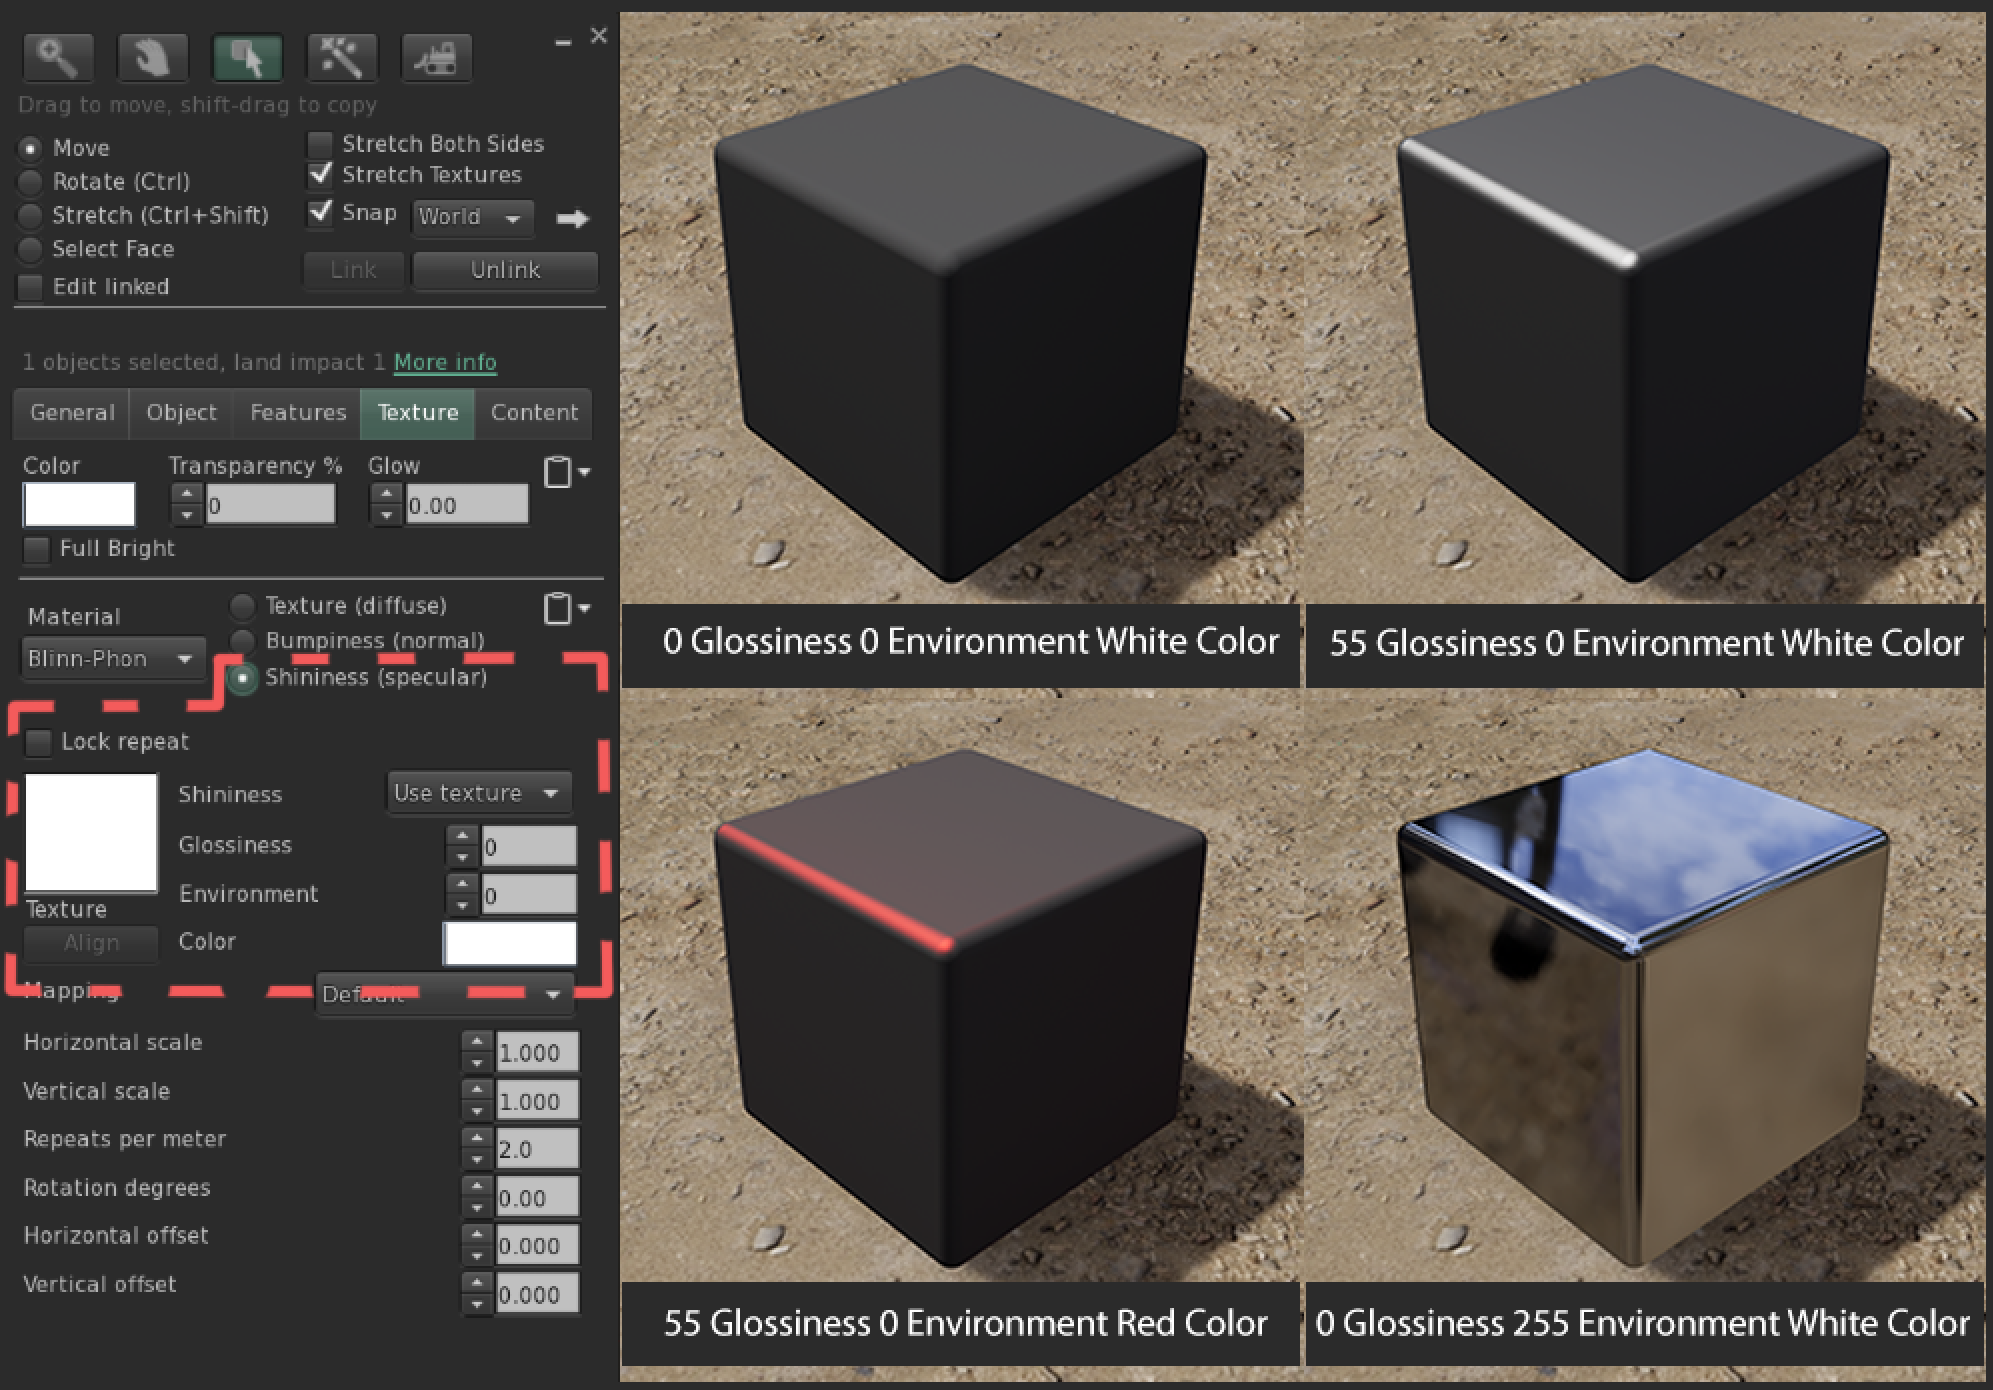 Drag to move, shift-drag to copy
Move
Rotate (Ctrl)
Stretch (Ctrl+Shift)
Select Face
Edit linked
Stretch Both Sides
Stretch Textures
Snap World
Link Unlink
1 objects selected, land impact 1 More info
General Object Features Texture Content
Color Transparency % Glow
0 0.00
Full Bright
Material
Blinn-Phon
Texture (diffuse)
Bumpiness (normal)
Shininess (specular)
Lock repeat
Shininess Use texture
Glossiness 0
Environment 0
Texture
Align Color
Mapping Default
Horizontal scale 1.000
Vertical scale 1.000
Repeats per meter 2.0
Rotation degrees 0.00
Horizontal offset 0.000
Vertical offset 0.000
0 Glossiness 0 Environment White Color
55 Glossiness 0 Environment White Color
55 Glossiness 0 Environment Red Color
0 Glossiness 255 Environment White Color